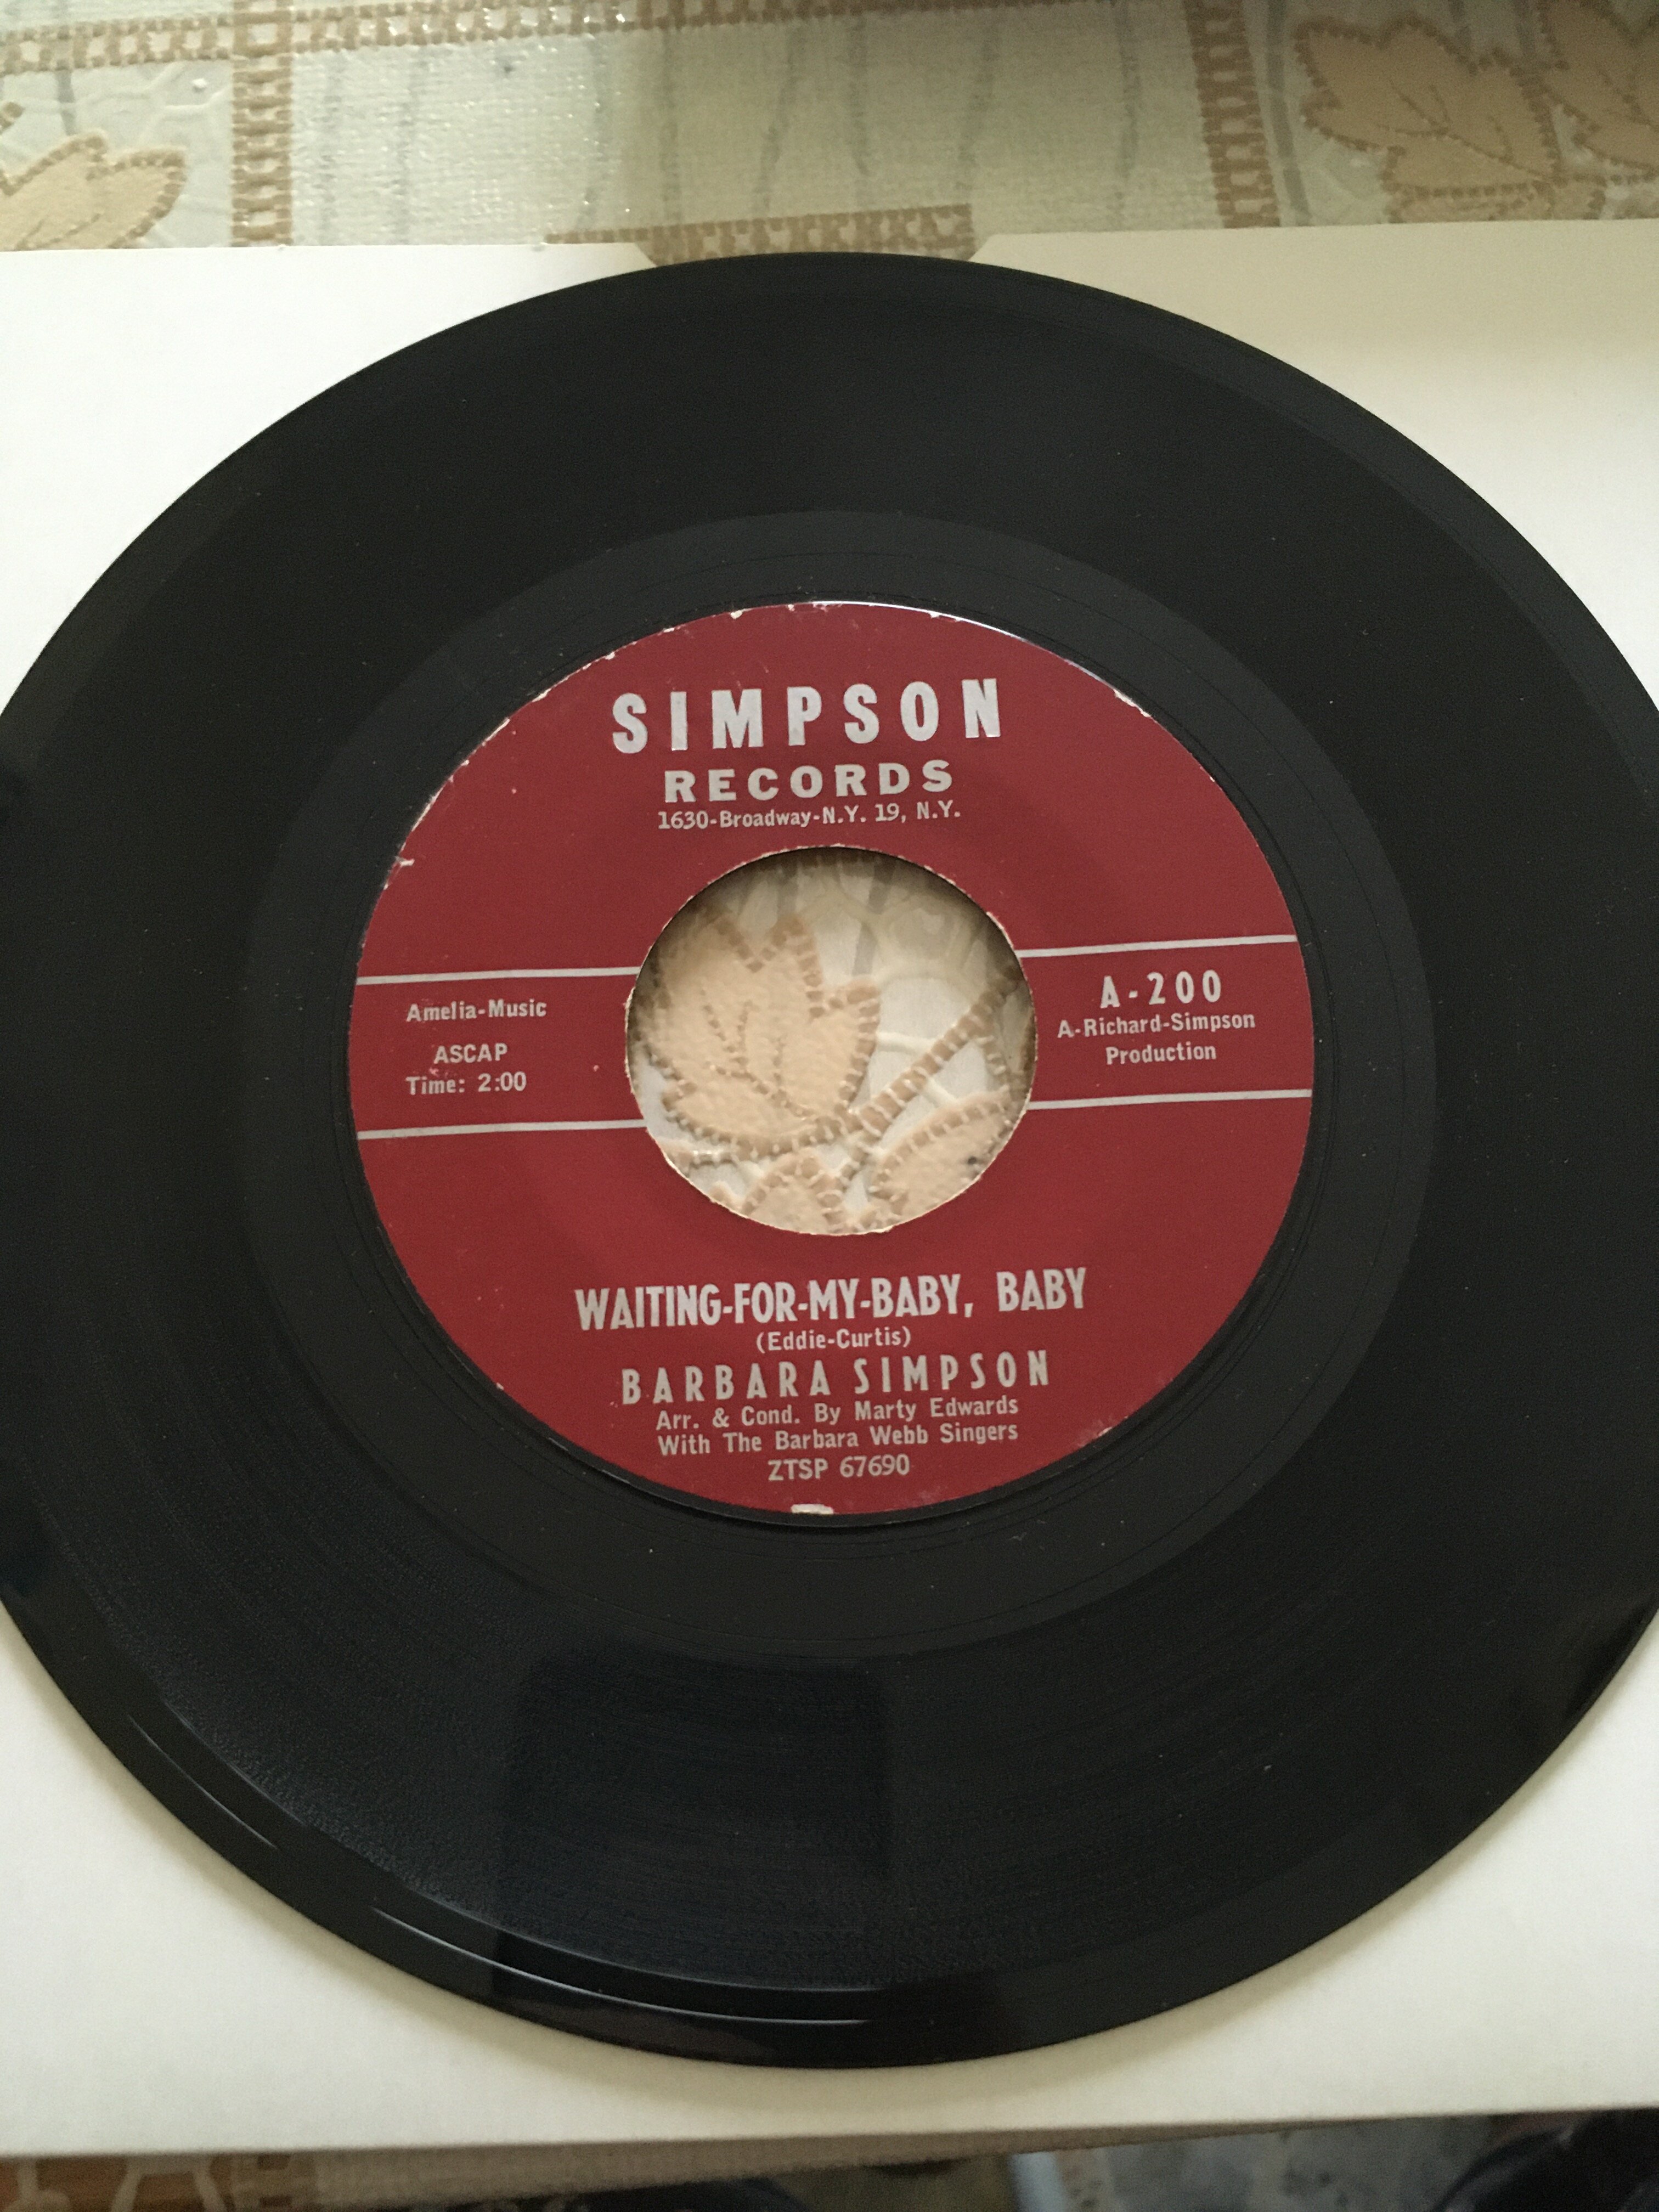 SIMPSON
RECORDS
1630-Broadway-N.Y. 19, N.Y.
Amelia-Music
ASCAP
Time: 2:00
A-200
A-Richard-Simpson
Production
WAITING-FOR-MY-BABY, BABY
(Eddie-Curtis)
BARBARA SIMPSON
Arr. & Cond. By Marty Edwards
With The Barbara Webb Singers
ZTSP 67690